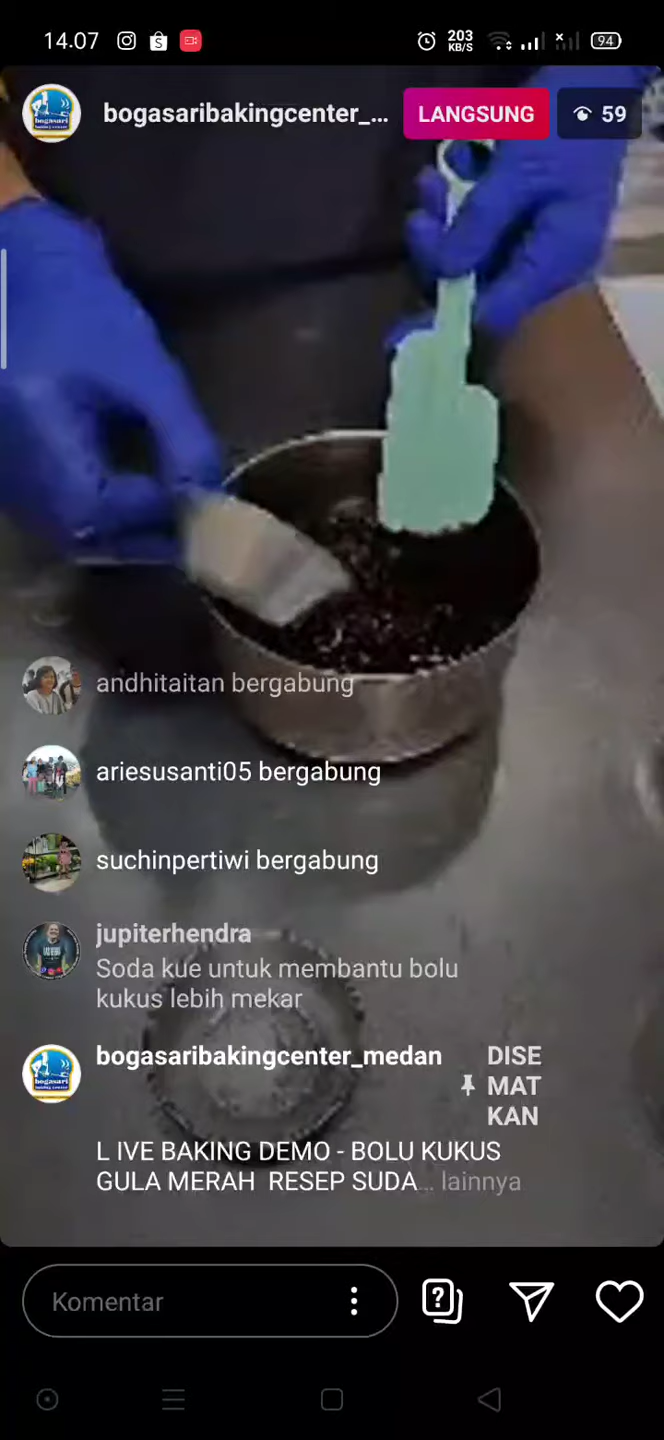 14.07
203
KB/S
94
bogasaribakingcenter_...
LANGSUNG
59
andhitaitan bergabung
ariesusanti05 bergabung
suchinpertiwi bergabung
jupiterhendra
Soda kue untuk membantu bolu
kukus lebih mekar
bogasaribakingcenter_medan
DISE
MAT
KAN
L IVE BAKING DEMO - BOLU KUKUS
GULA MERAH  RESEP SUDA... lainnya
Komentar